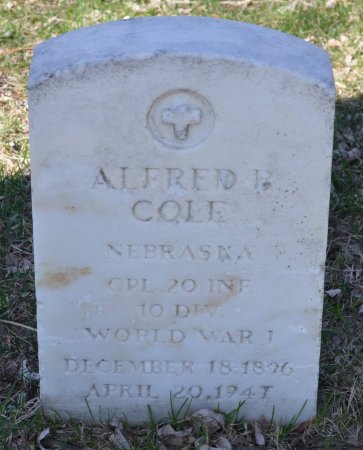 ALFRED P
COLE
NEBRASKA
CPL 20 INF
10 DIV
WORLD WAR I
DECEMBER 18·1896
APRIL 20,1947